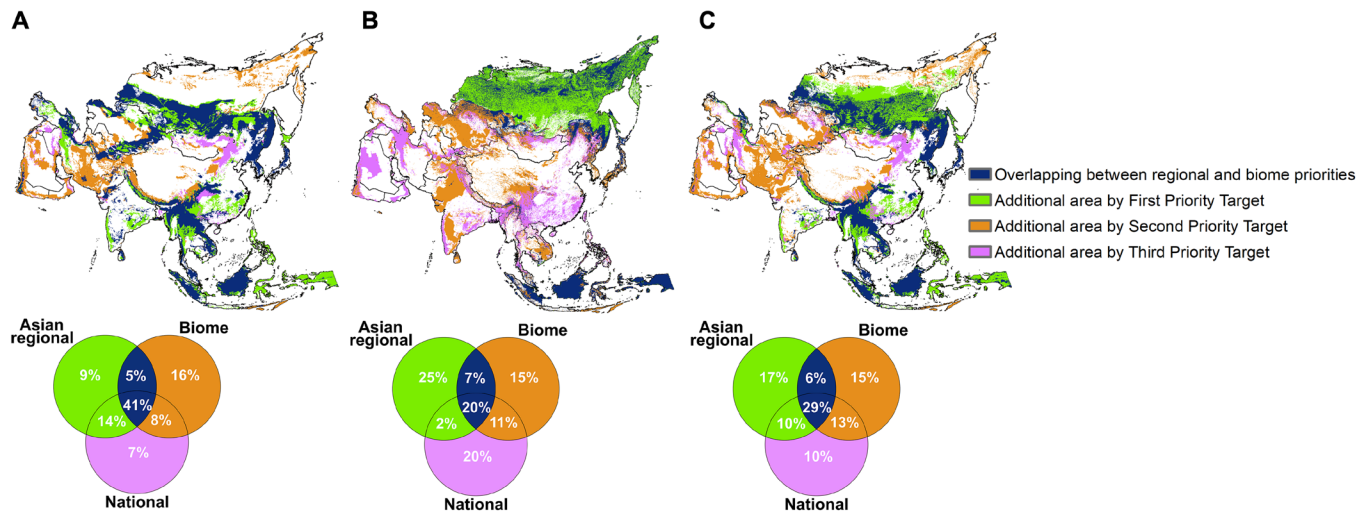 A
B
C
Overlapping between regional and biome priorities
Additional area by First Priority Target
Additional area by Second Priority Target
Additional area by Third Priority Target
Asian
regional
Biome
9%
5%
16%
41%
14%
8%
7%
National
Asian
regional
Biome
25%
7%
15%
20%
2%
11%
20%
National
Asian
regional
Biome
17%
6%
15%
29%
10%
13%
10%
National